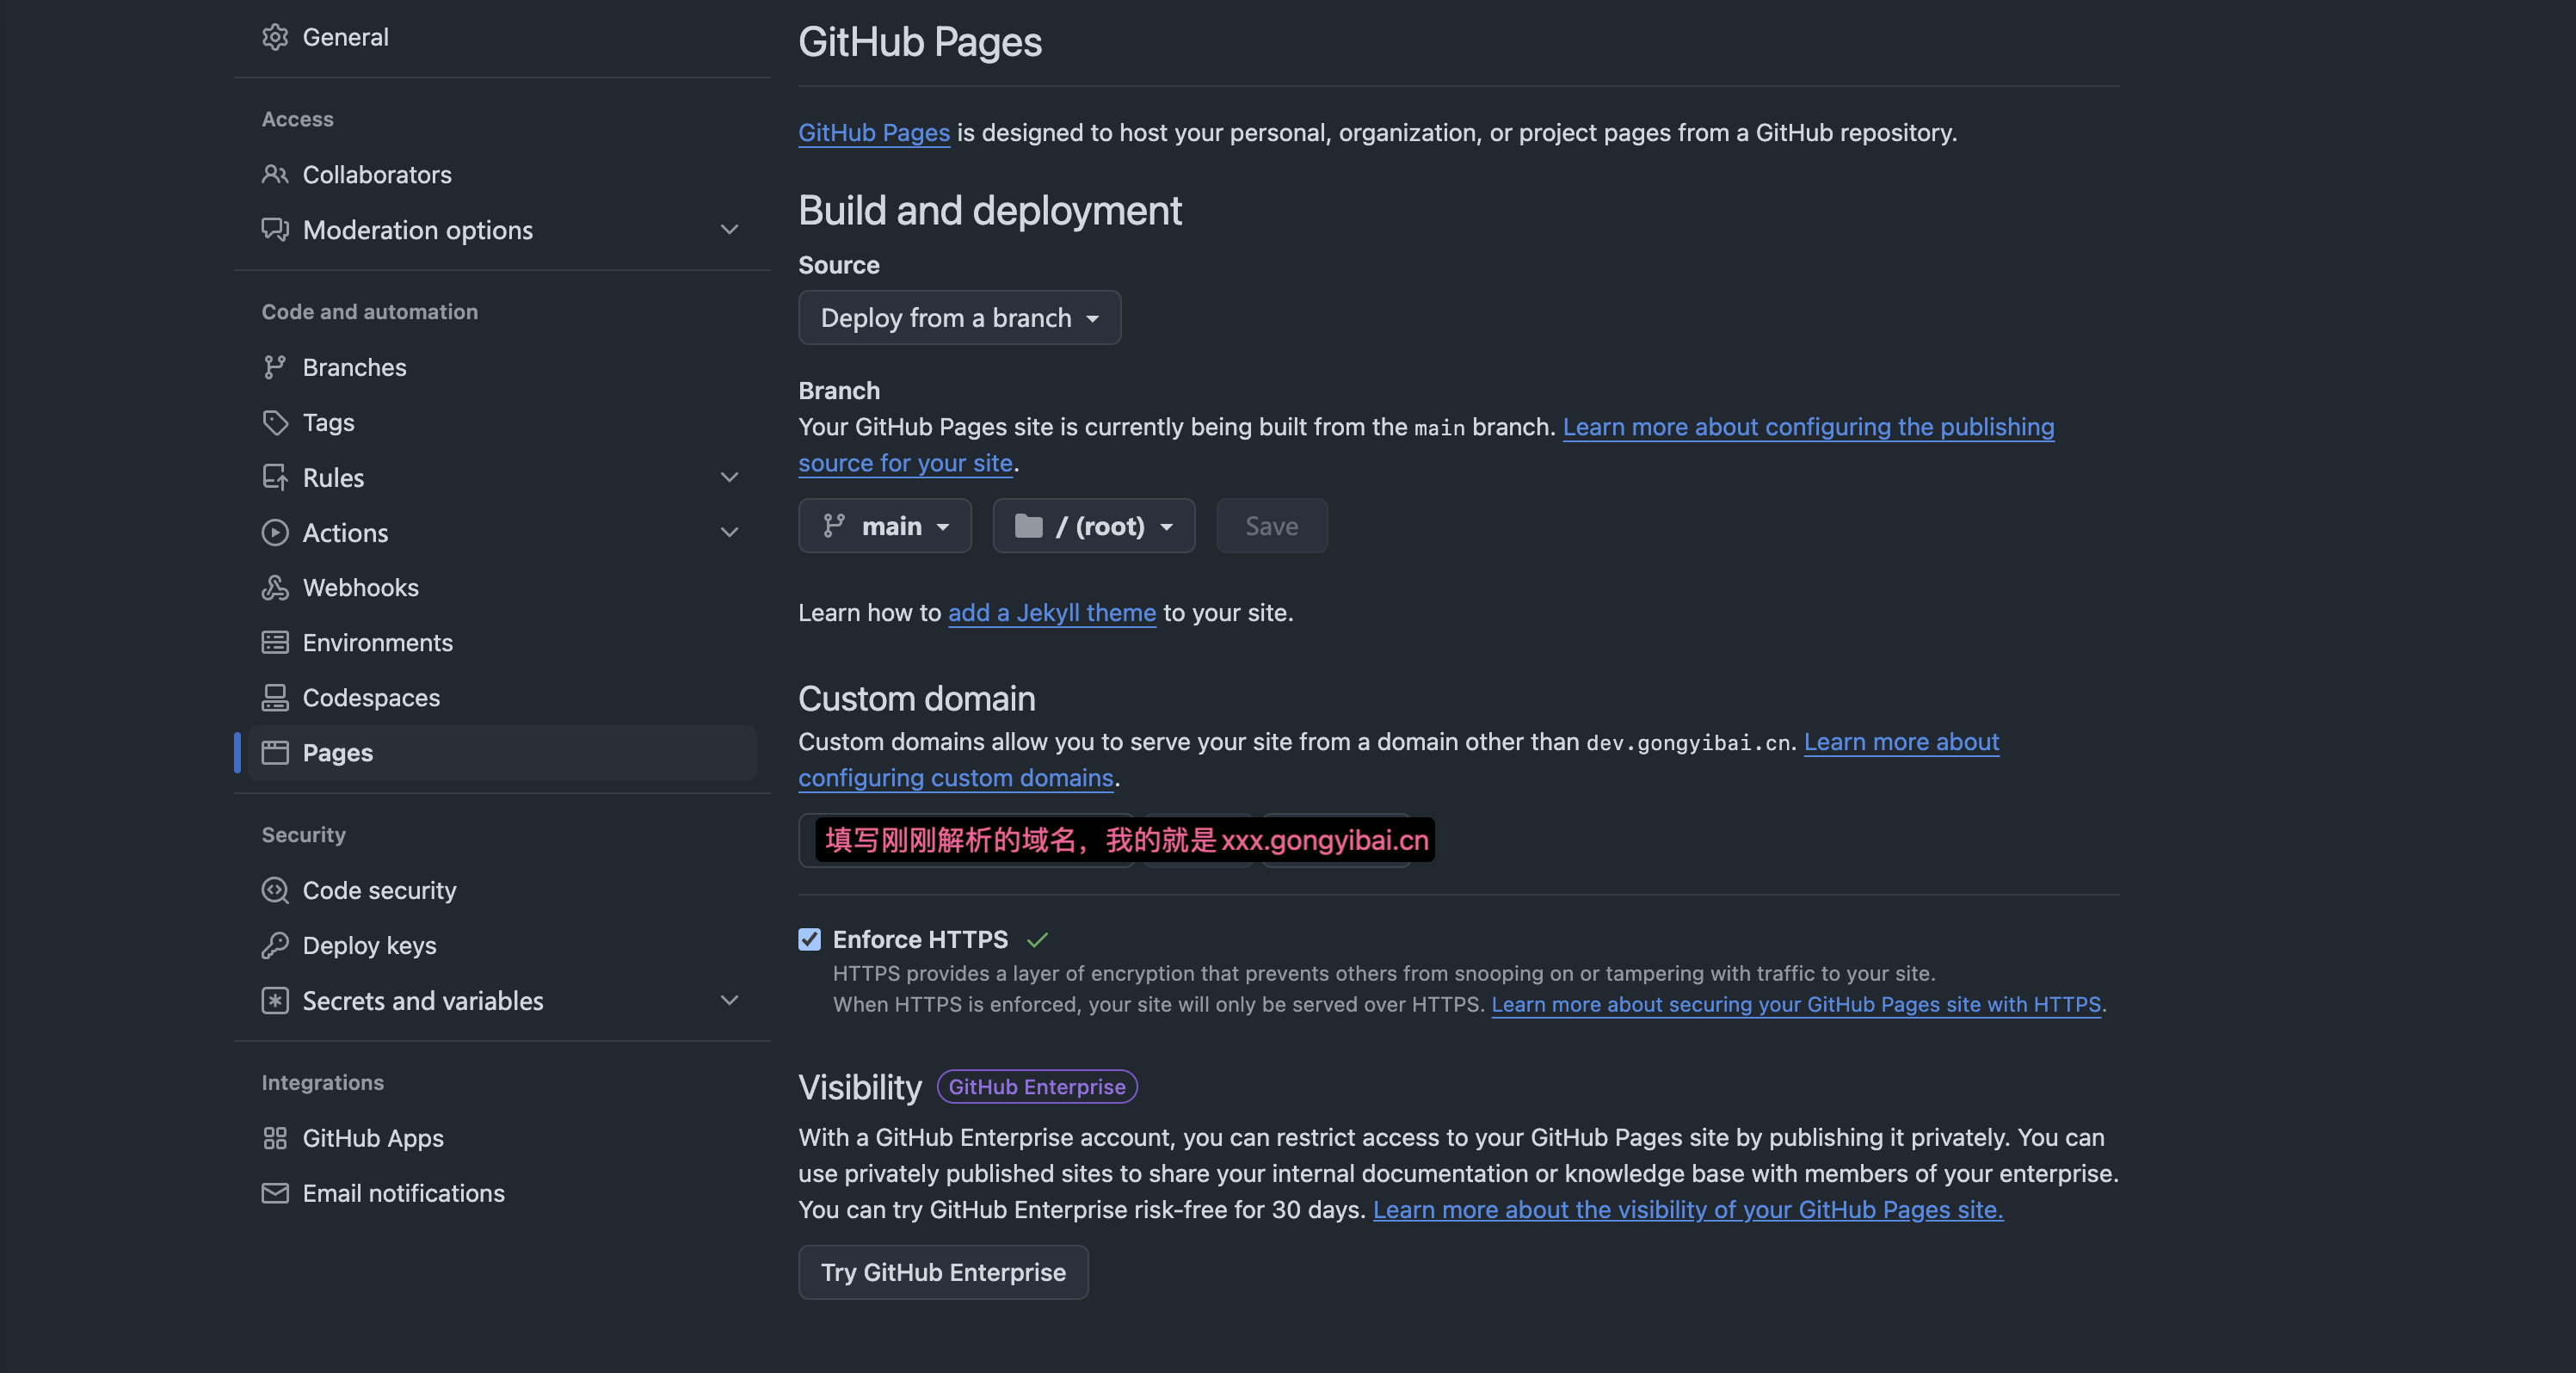 General
Access
Collaborators
Moderation options
Code and automation
Branches
Tags
Rules
Actions
Webhooks
Environments
Codespaces
Pages
Security
Code security
Deploy keys
Secrets and variables
Integrations
GitHub Apps
Email notifications
GitHub Pages
GitHub Pages is designed to host your personal, organization, or project pages from a GitHub repository.
Build and deployment
Source
Deploy from a branch
Branch
Your GitHub Pages site is currently being built from the main branch. Learn more about configuring the publishing
source for your site.
main / (root) Save
Learn how to add a Jekyll theme to your site.
Custom domain
Custom domains allow you to serve your site from a domain other than dev.gongyibai.cn. Learn more about
configuring custom domains.
填写刚刚解析的域名，我的就是xxx.gongyibai.cn
Enforce HTTPS
HTTPS provides a layer of encryption that prevents others from snooping on or tampering with traffic to your site.
When HTTPS is enforced, your site will only be served over HTTPS. Learn more about securing your GitHub Pages site with HTTPS.
Visibility GitHub Enterprise
With a GitHub Enterprise account, you can restrict access to your GitHub Pages site by publishing it privately. You can
use privately published sites to share your internal documentation or knowledge base with members of your enterprise.
You can try GitHub Enterprise risk-free for 30 days. Learn more about the visibility of your GitHub Pages site.
Try GitHub Enterprise